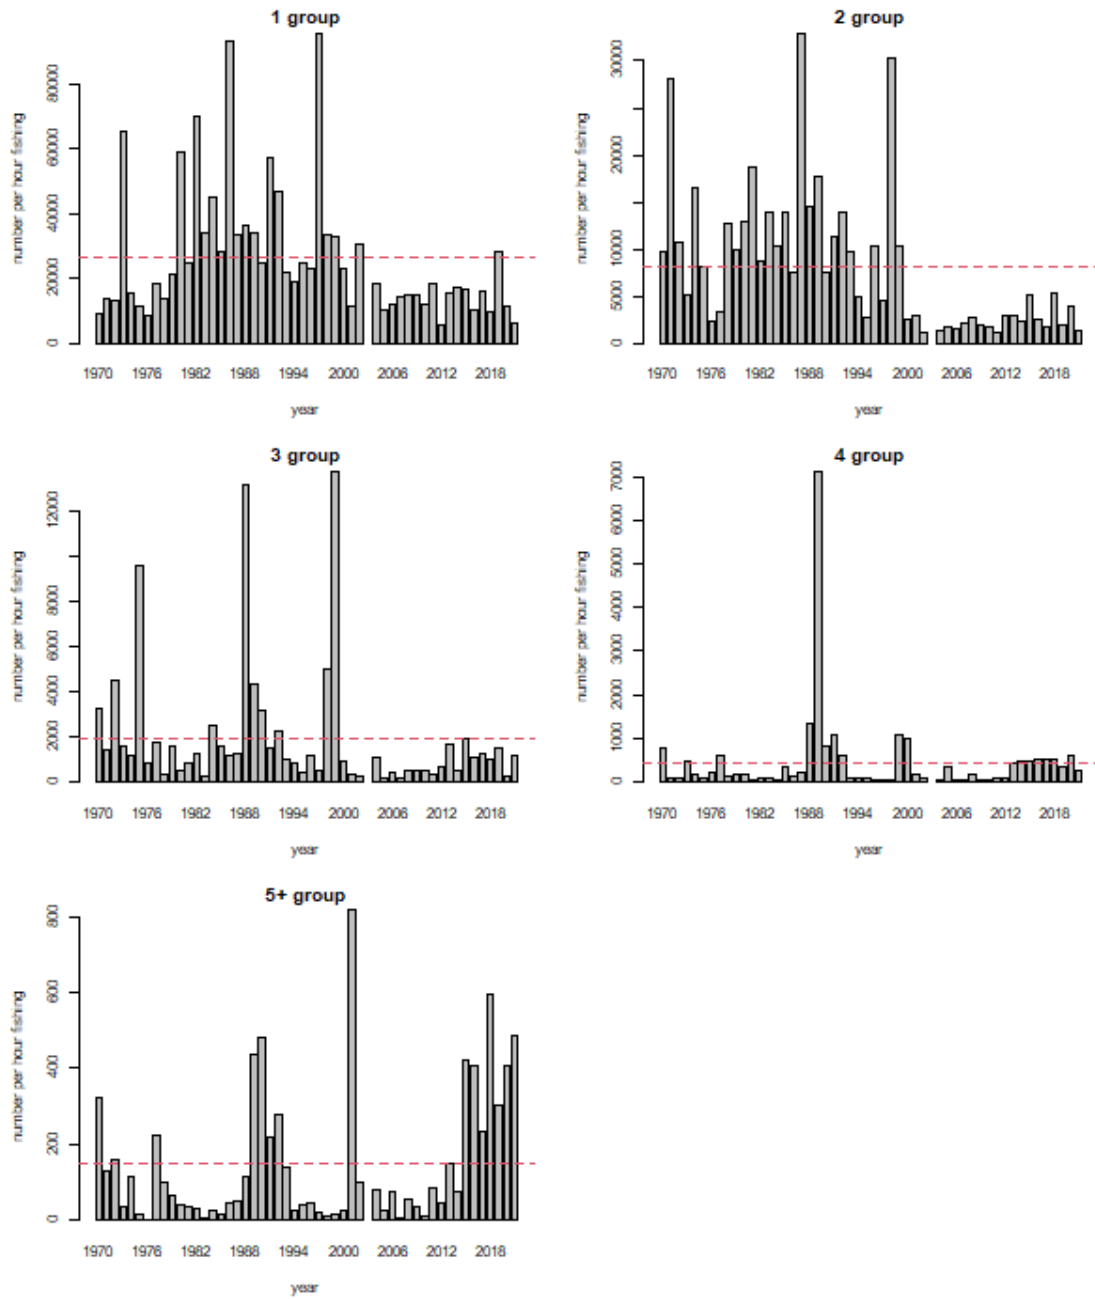 1 group
number per hour fishing
0 20000 40000 60000 80000
1970 1976 1982 1988 1994 2000 2006 2012 2018
year
2 group
number per hour fishing
0 5000 10000 20000 30000
1970 1976 1982 1988 1994 2000 2006 2012 2018
year
3 group
number per hour fishing
0 2000 4000 6000 8000 12000
1970 1976 1982 1988 1994 2000 2006 2012 2018
year
4 group
number per hour fishing
0 1000 2000 3000 4000 5000 6000 7000
1970 1976 1982 1988 1994 2000 2006 2012 2018
year
5+ group
number per hour fishing
0 200 400 600 800
1970 1976 1982 1988 1994 2000 2006 2012 2018
year